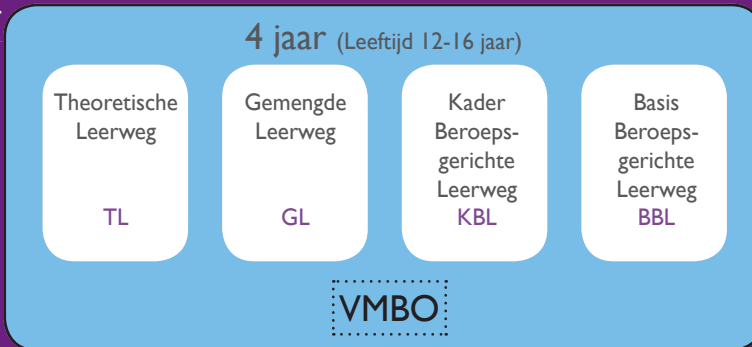 4 jaar (Leeftijd 12-16 jaar)
Theoretische
Leerweg
TL
Gemengde
Leerweg
GL
Kader
Beroeps-
gerichte
Leerweg
KBL
Basis
Beroeps-
gerichte
Leerweg
BBL
VMBO